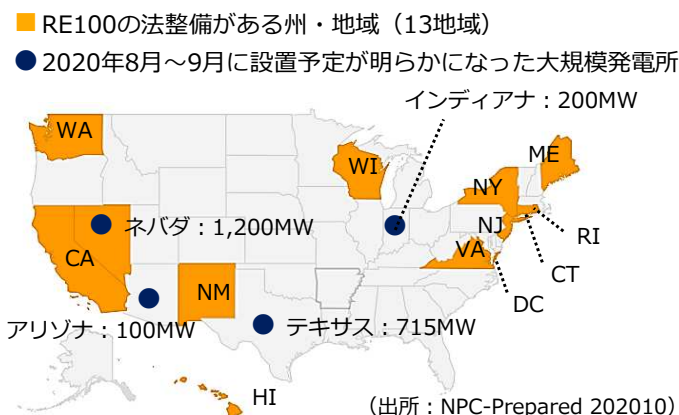 RE100の法整備がある州・地域（13地域）
2020年8月～9月に設置予定が明らかになった大規模発電所
インディアナ：200MW
WA
WI
ME
NY
ネバダ：1,200MW
NJ
RI
CA
VA
CT
NM
DC
アリゾナ：100MW
テキサス：715MW
HI
（出所：NPC-Prepared 202010）